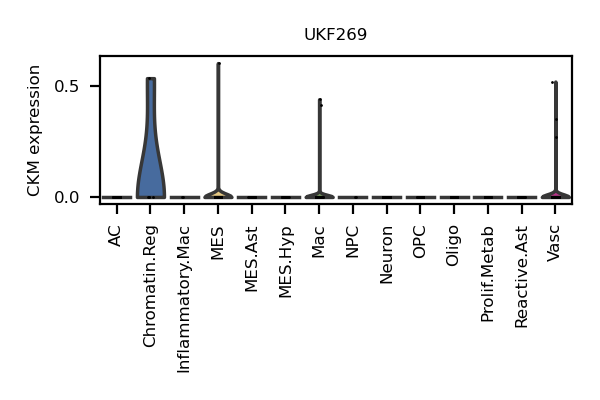 UKF269
CKM expression
0.5
0.0
AC
Chromatin.Reg
Inflammatory.Mac
MES
MES.Ast
MES.Hyp
Mac
NPC
Neuron
OPC
Oligo
Prolif.Metab
Reactive.Ast
Vasc